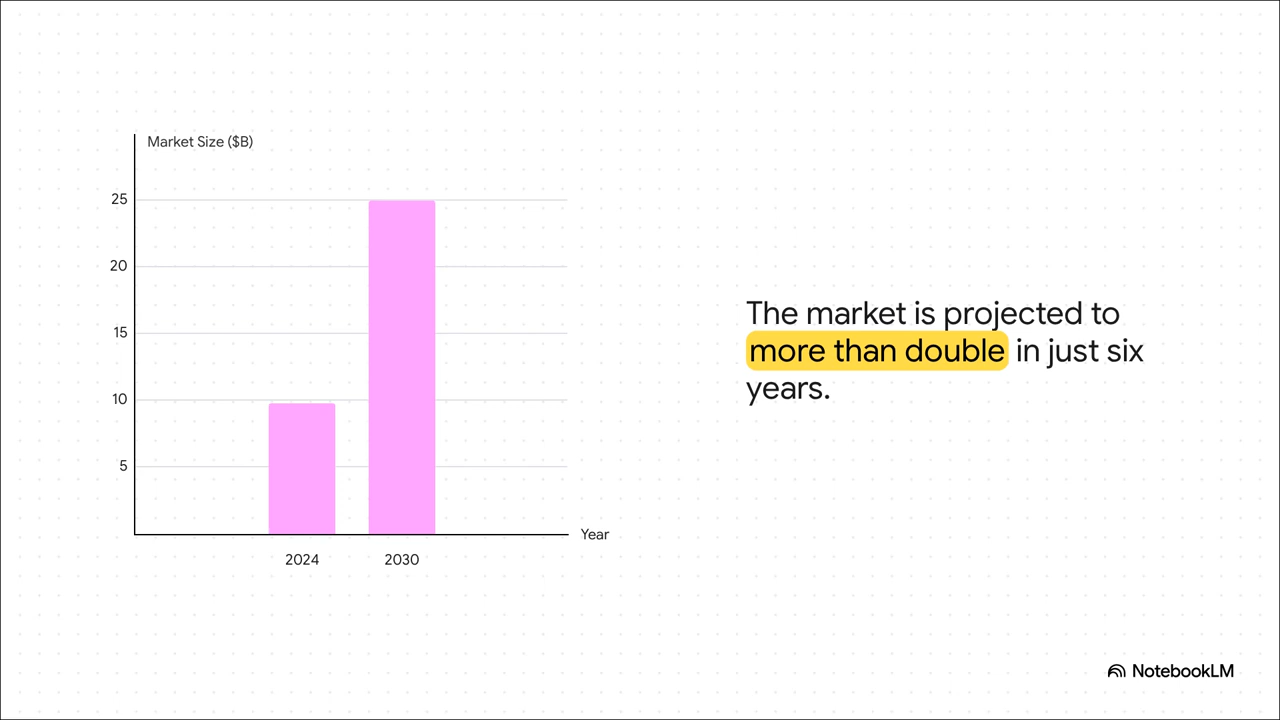 Market Size ($B)
25
20
15
10
5
2024
2030
Year
The market is projected to
more than double in just six
years.
NotebookLM